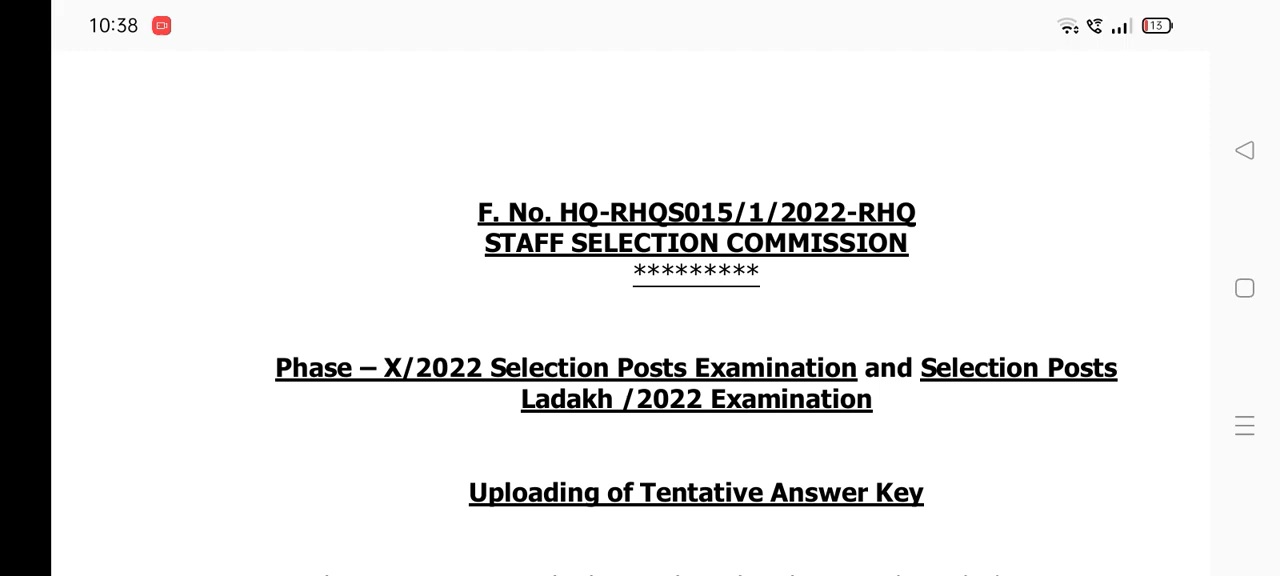 10:38
13
F. No. HQ-RHQS015/1/2022-RHQ
STAFF SELECTION COMMISSION
*********
Phase – X/2022 Selection Posts Examination and Selection Posts
Ladakh /2022 Examination
Uploading of Tentative Answer Key